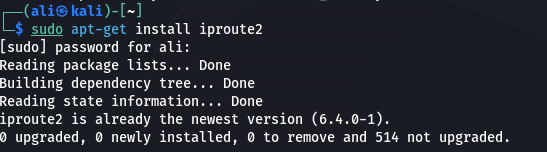 ┌──(ali㉿kali)-[~]
└─$ sudo apt-get install iproute2
[sudo] password for ali:
Reading package lists... Done
Building dependency tree... Done
Reading state information... Done
iproute2 is already the newest version (6.4.0-1).
0 upgraded, 0 newly installed, 0 to remove and 514 not upgraded.